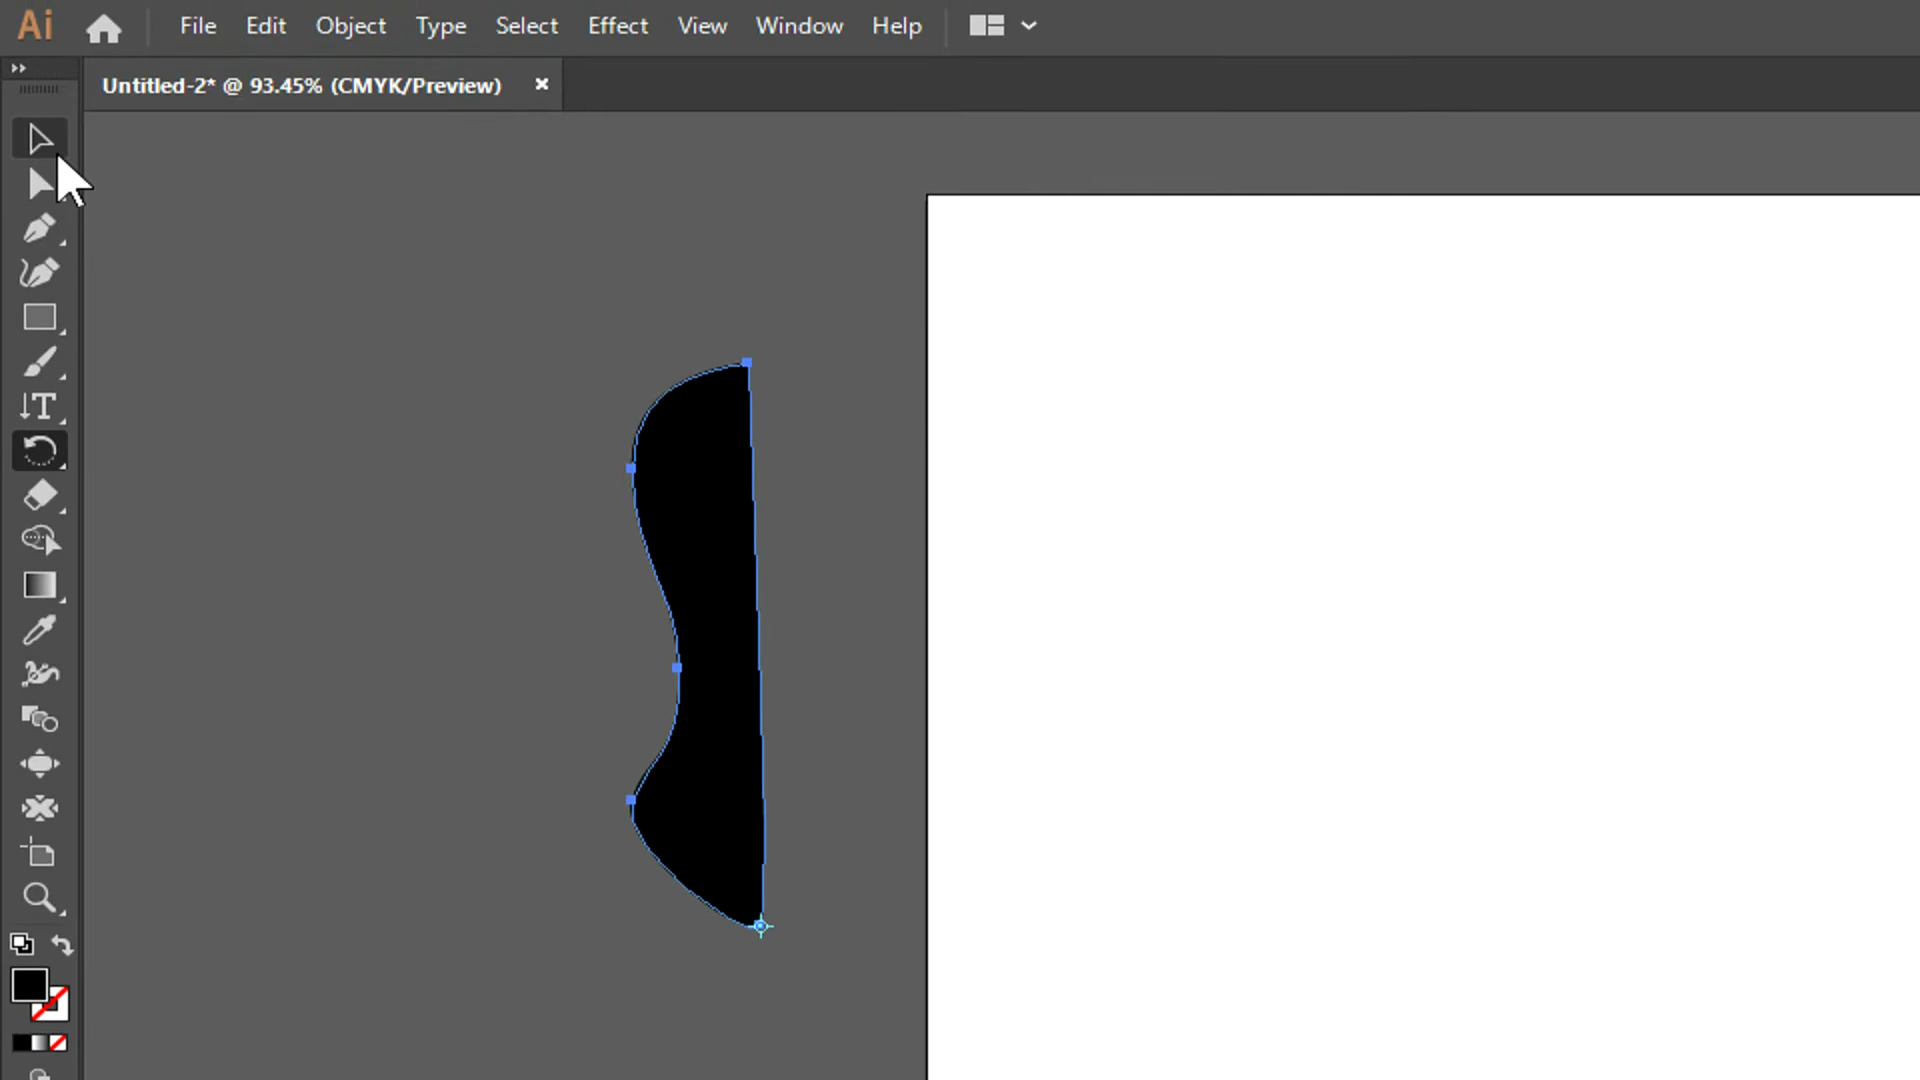 Ai File Edit Object Type Select Effect View Window Help
Untitled-2* @ 93.45% (CMYK/Preview)